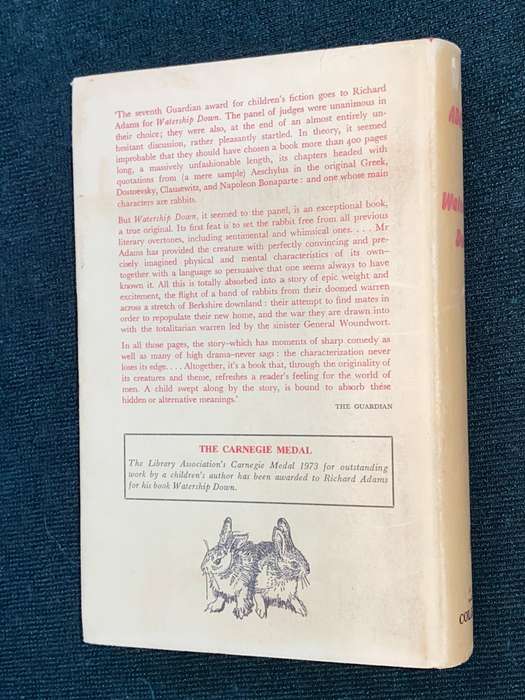 'The seventh Guardian award for children's fiction goes to Richard
Adams for Watership Down. The panel of judges were unanimous in
their choice; they were also, at the end of an almost entirely un-
hesitant discussion, rather pleasantly startled. In theory, it seemed
improbable that they should have chosen a book more than 400 pages
long, a massively unfashionable length, its chapters headed with
quotations from (a mere sample) Aeschylus in the original Greek,
Dostoevsky, Clausewitz, and Napoleon Bonaparte: and one whose main
characters are rabbits.
But Watership Down, it seemed to the panel, is an exceptional book,
a true original. Its first feat is to set the rabbit free from all previous
literary overtones, including sentimental and whimsical ones. . . . Mr
Adams has provided the creature with perfectly convincing and pre-
cisely imagined physical and mental characteristics of its own–
together with a language so persuasive that one seems always to have
known it. All this is totally absorbed into a story of epic weight and
excitement, the flight of a band of rabbits from their doomed warren
across a stretch of Berkshire downland: their attempt to find mates in
order to repopulate their new home, and the war they are drawn into
with the totalitarian warren led by the sinister General Woundwort.
In all those pages, the story–which has moments of sharp comedy as
well as many of high drama–never sags: the characterization never
loses its edge. . . . Altogether, it's a book that, through the originality of
its creatures and theme, refreshes a reader's feeling for the world of
men. A child swept along by the story, is bound to absorb these
hidden or alternative meanings.'
THE GUARDIAN
THE CARNEGIE MEDAL
The Library Association's Carnegie Medal 1973 for outstanding
work by a children's author has been awarded to Richard Adams
for his book Watership Down.